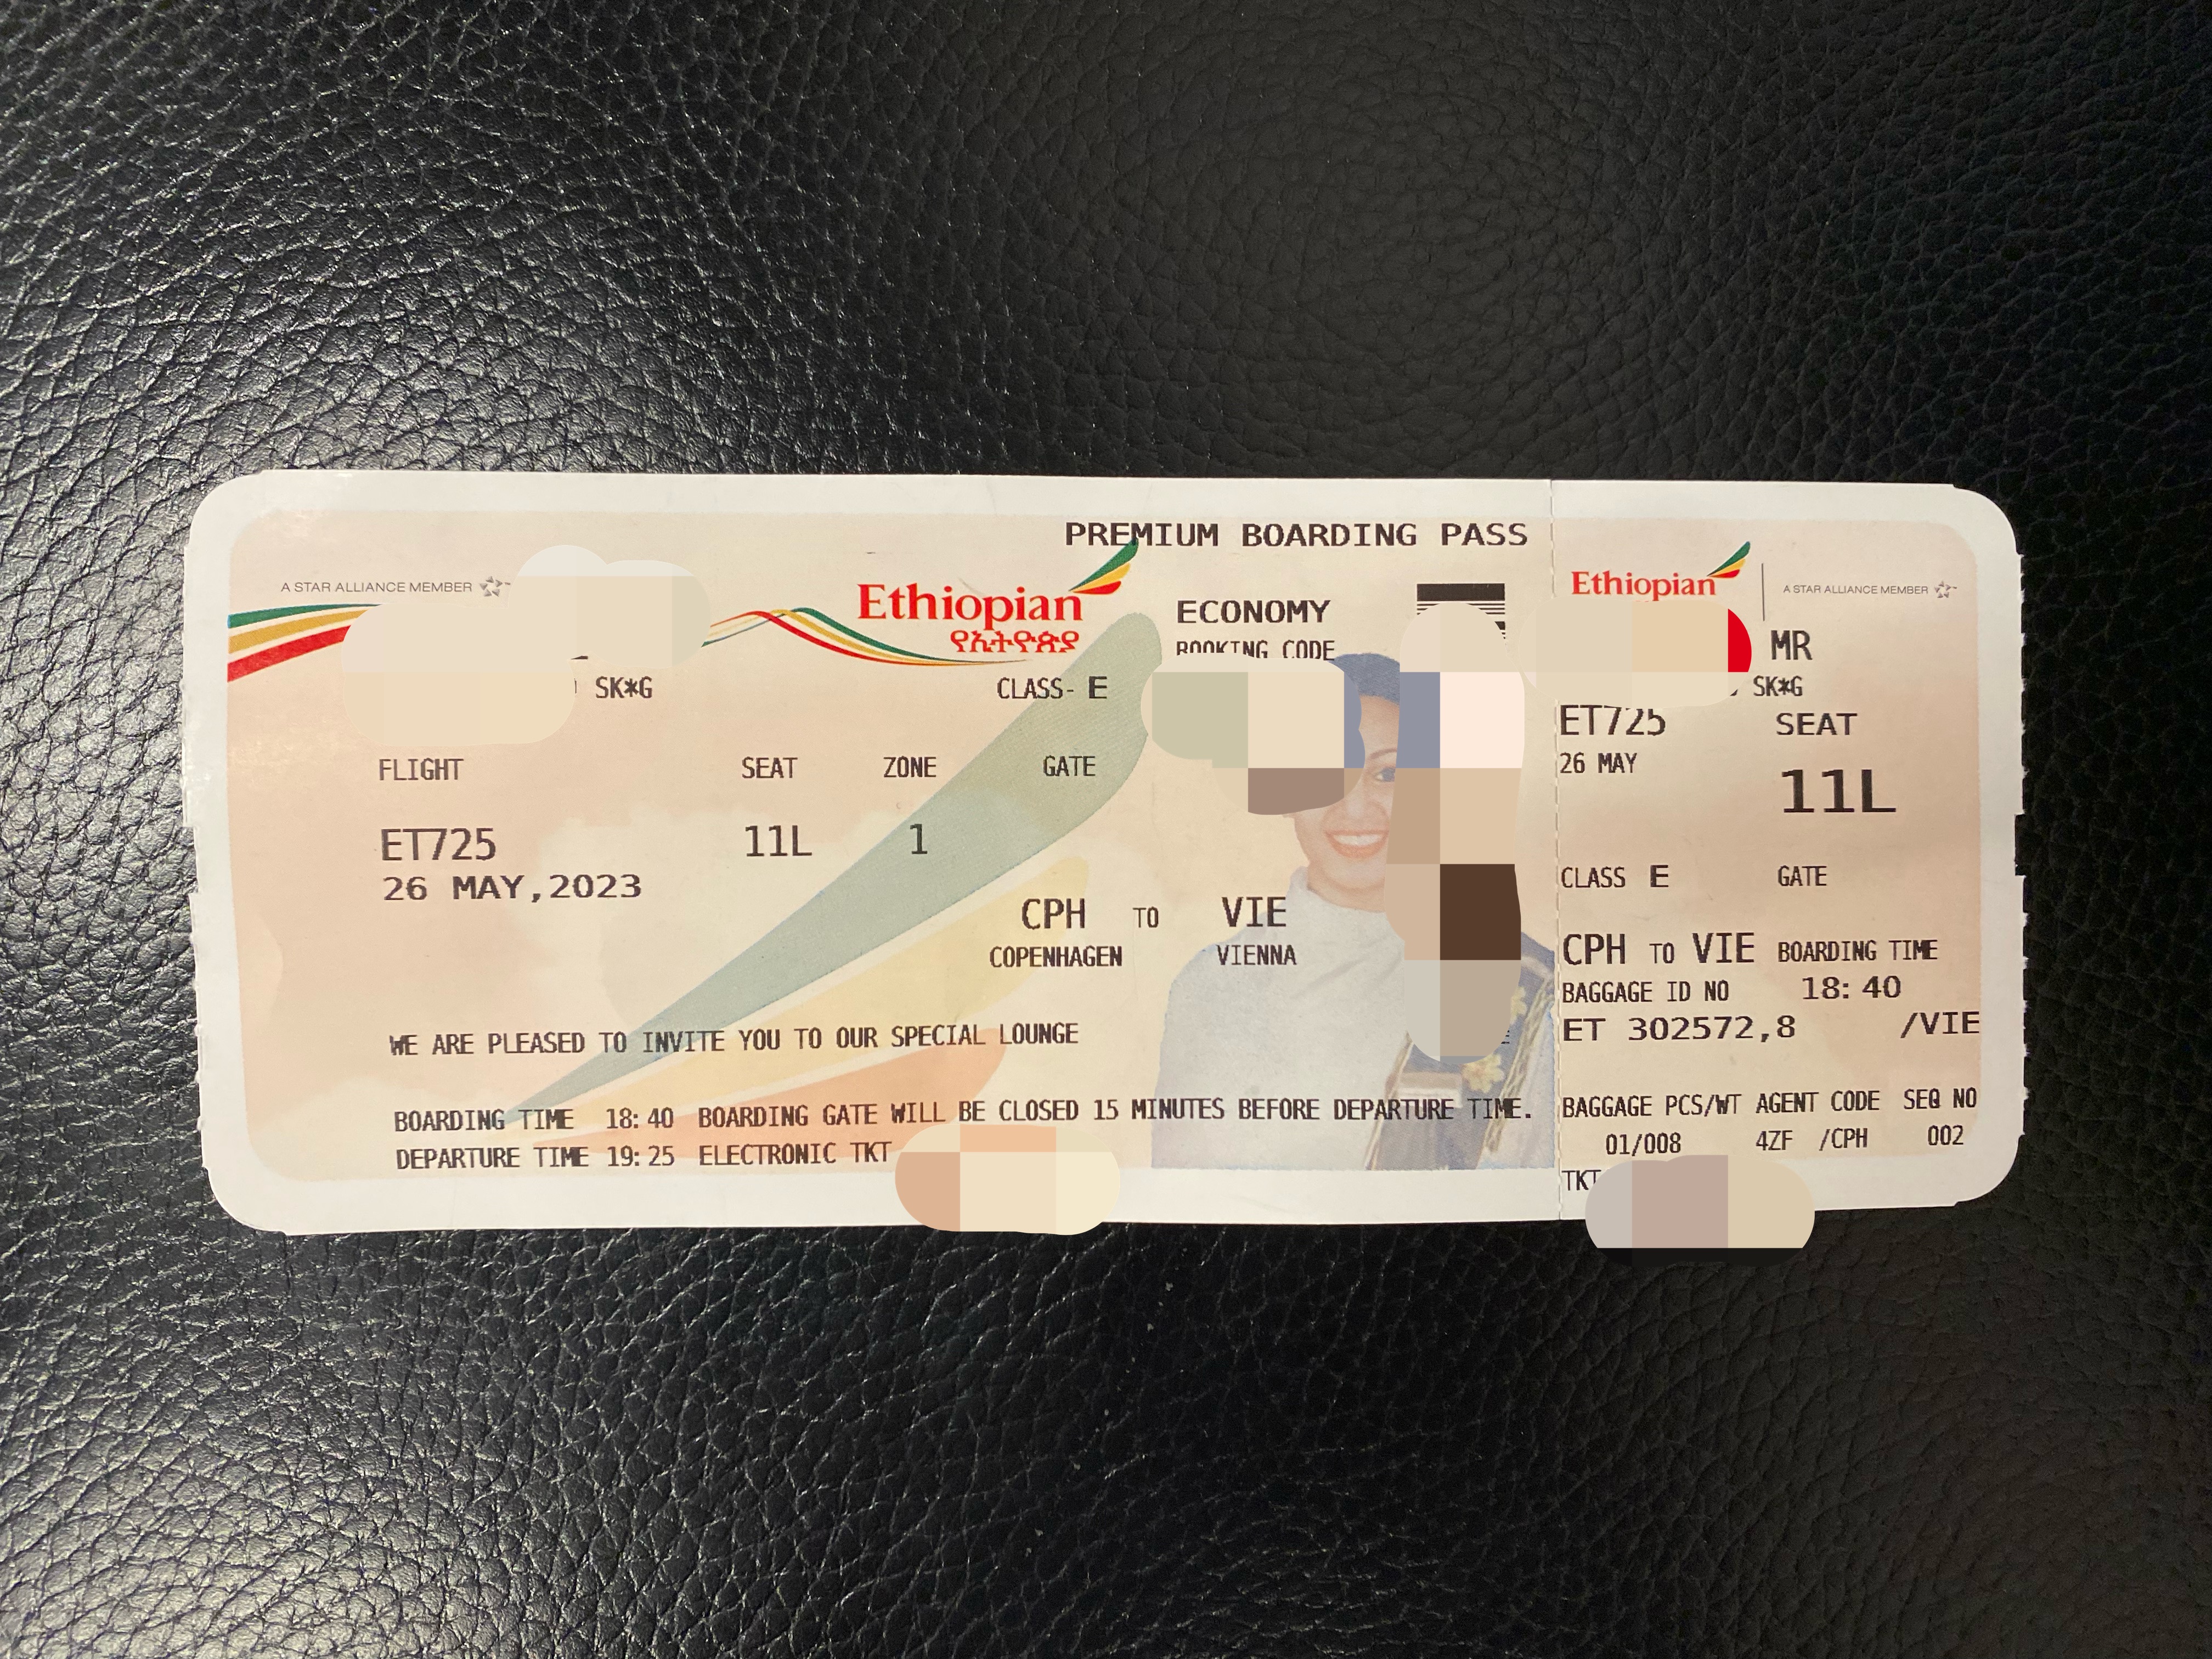 PREMIUM BOARDING PASS
A STAR ALLIANCE MEMBER
Ethiopian
የኢትዮጵያ
ECONOMY
BOOKING CODE
SK*G
CLASS- E
FLIGHT SEAT ZONE GATE
ET725 11L 1
26 MAY,2023
CPH TO VIE
COPENHAGEN VIENNA
WE ARE PLEASED TO INVITE YOU TO OUR SPECIAL LOUNGE
BOARDING TIME 18:40 BOARDING GATE WILL BE CLOSED 15 MINUTES BEFORE DEPARTURE TIME.
DEPARTURE TIME 19:25 ELECTRONIC TKT
Ethiopian A STAR ALLIANCE MEMBER
MR
SK*G
ET725 SEAT
26 MAY
11L
CLASS E GATE
CPH TO VIE BOARDING TIME
BAGGAGE ID NO 18:40
ET 302572,8 /VIE
BAGGAGE PCS/WT AGENT CODE SEQ NO
01/008 4ZF /CPH 002
TKT